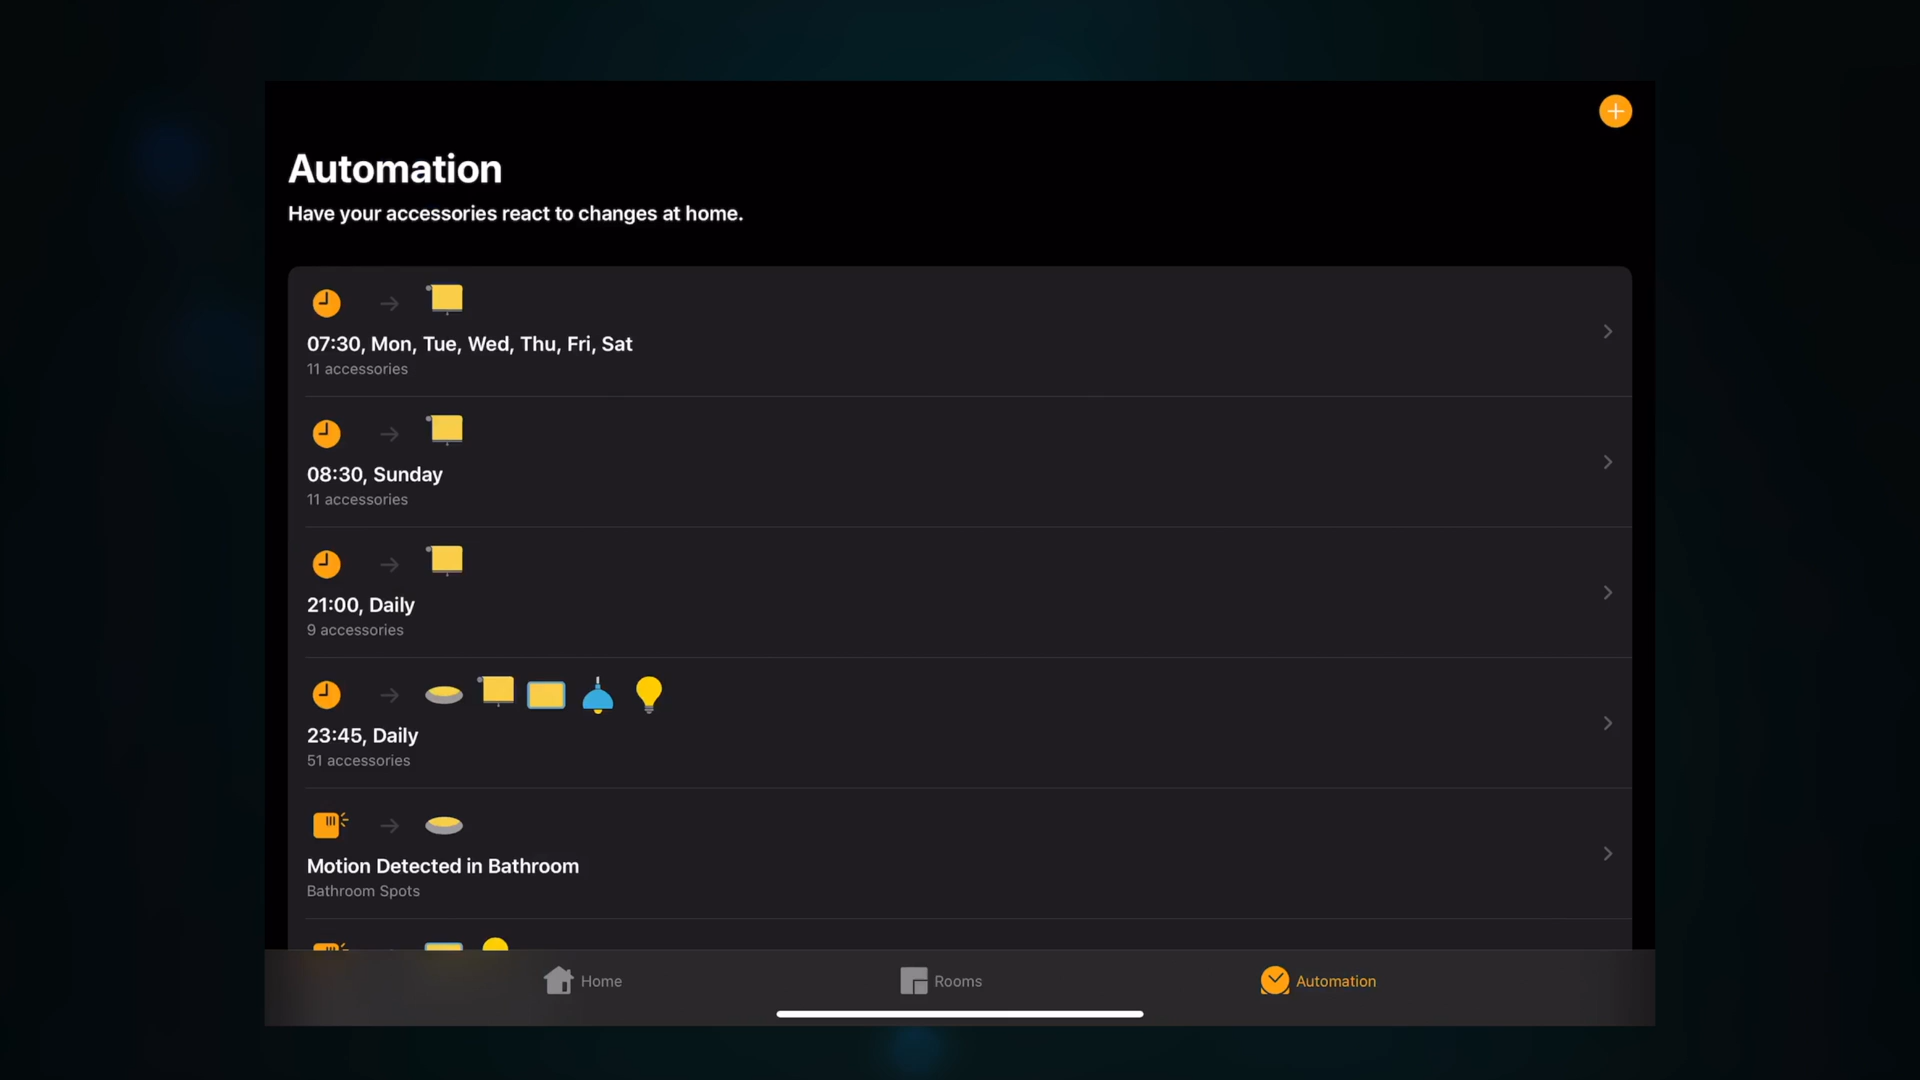 Automation
Have your accessories react to changes at home.
07:30, Mon, Tue, Wed, Thu, Fri, Sat
11 accessories
08:30, Sunday
11 accessories
21:00, Daily
9 accessories
23:45, Daily
51 accessories
Motion Detected in Bathroom
Bathroom Spots
Home
Rooms
Automation